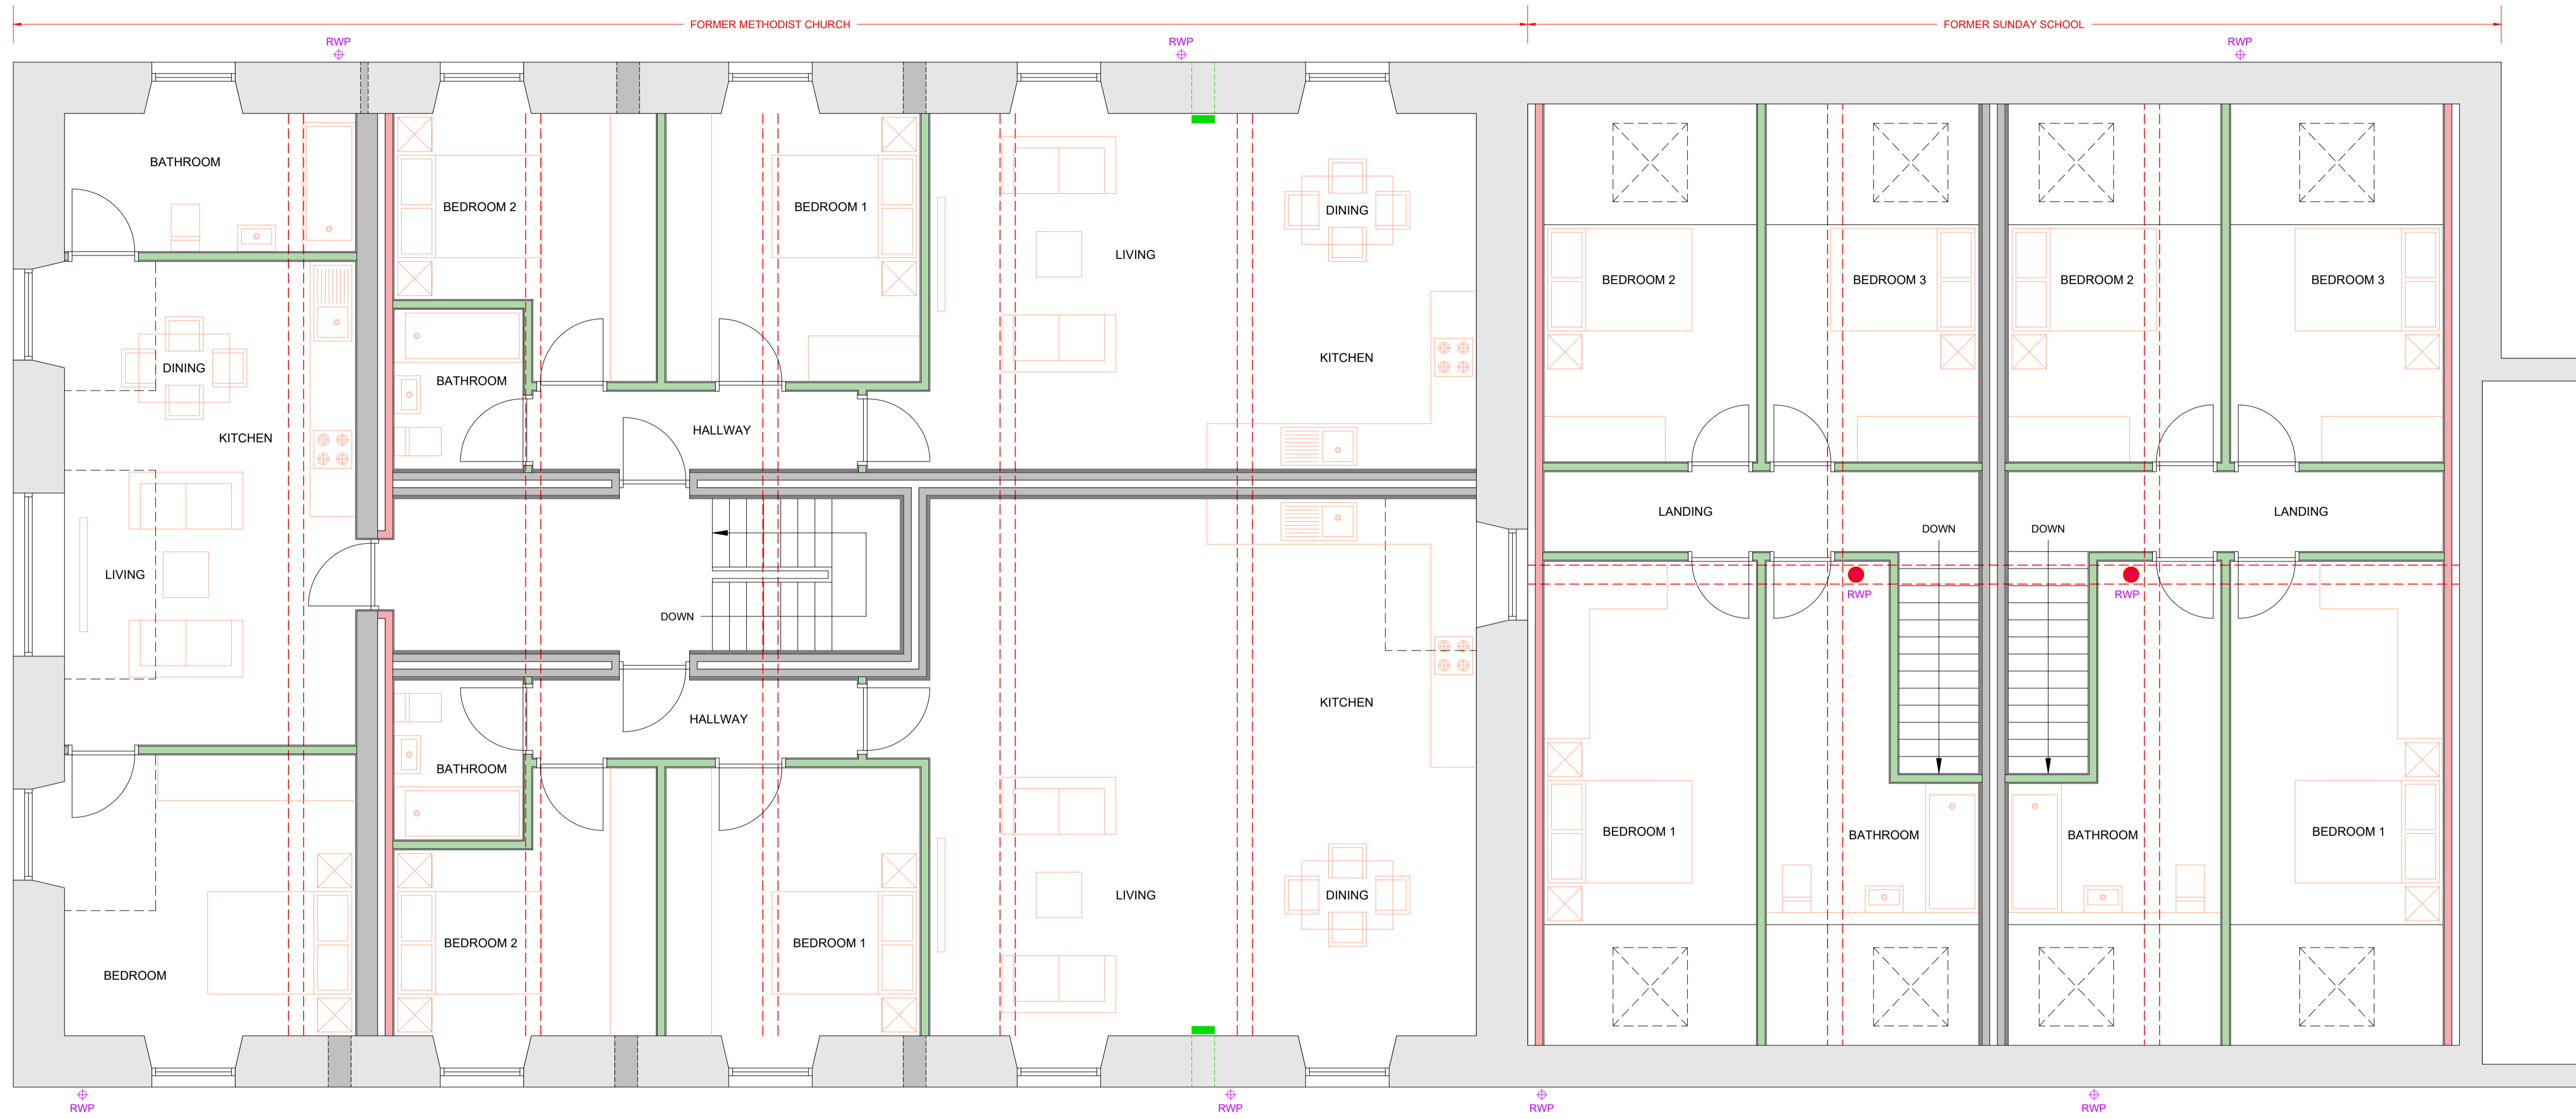 FORMER METHODIST CHURCH
FORMER SUNDAY SCHOOL
RWP
RWP
RWP
BATHROOM
BEDROOM 2
BEDROOM 1
DINING
LIVING
BEDROOM 2
BEDROOM 3
BEDROOM 2
BEDROOM 3
DINING
BATHROOM
KITCHEN
KITCHEN
HALLWAY
LANDING
DOWN
DOWN
LANDING
LIVING
DOWN
RWP
RWP
HALLWAY
KITCHEN
BATHROOM
BEDROOM 1
BATHROOM
BATHROOM
BEDROOM 1
LIVING
DINING
BEDROOM 2
BEDROOM 1
BEDROOM
RWP
RWP
RWP
RWP